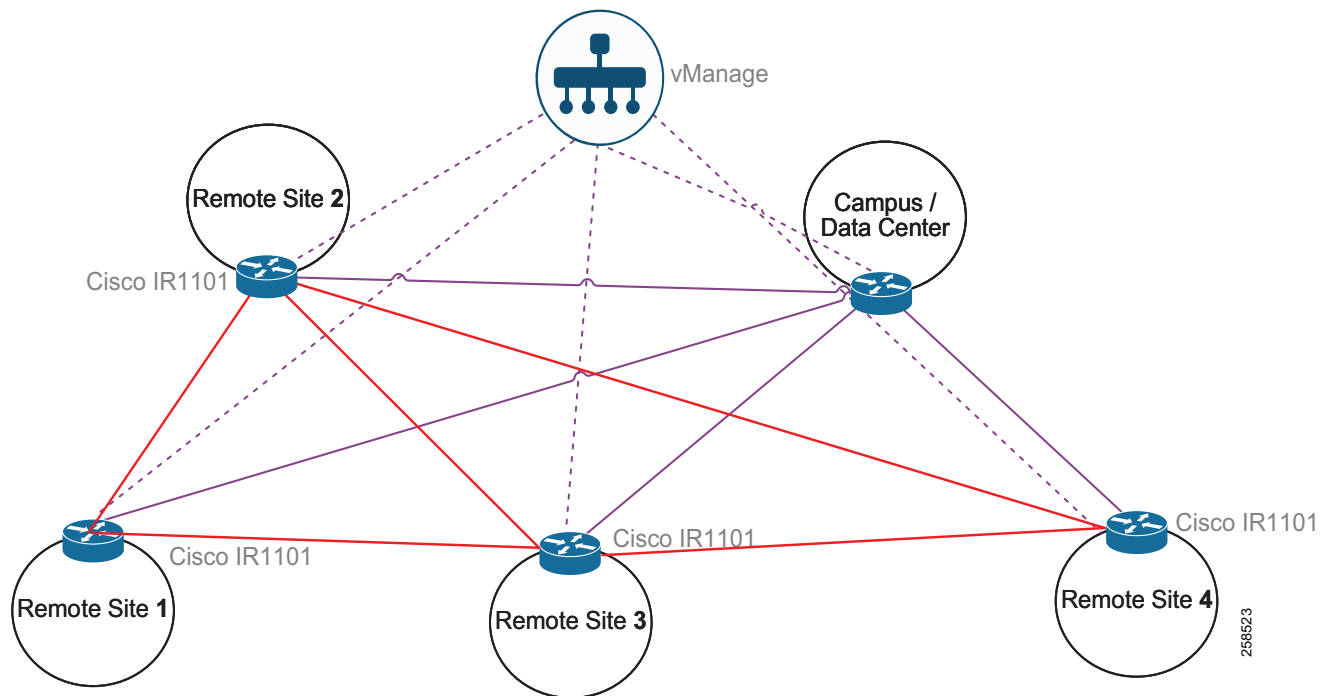 vManage
Remote Site 2
Campus /
Data Center
Cisco IR1101
Cisco IR1101
Cisco IR1101
Cisco IR1101
Remote Site 1
Remote Site 3
Remote Site 4
258523